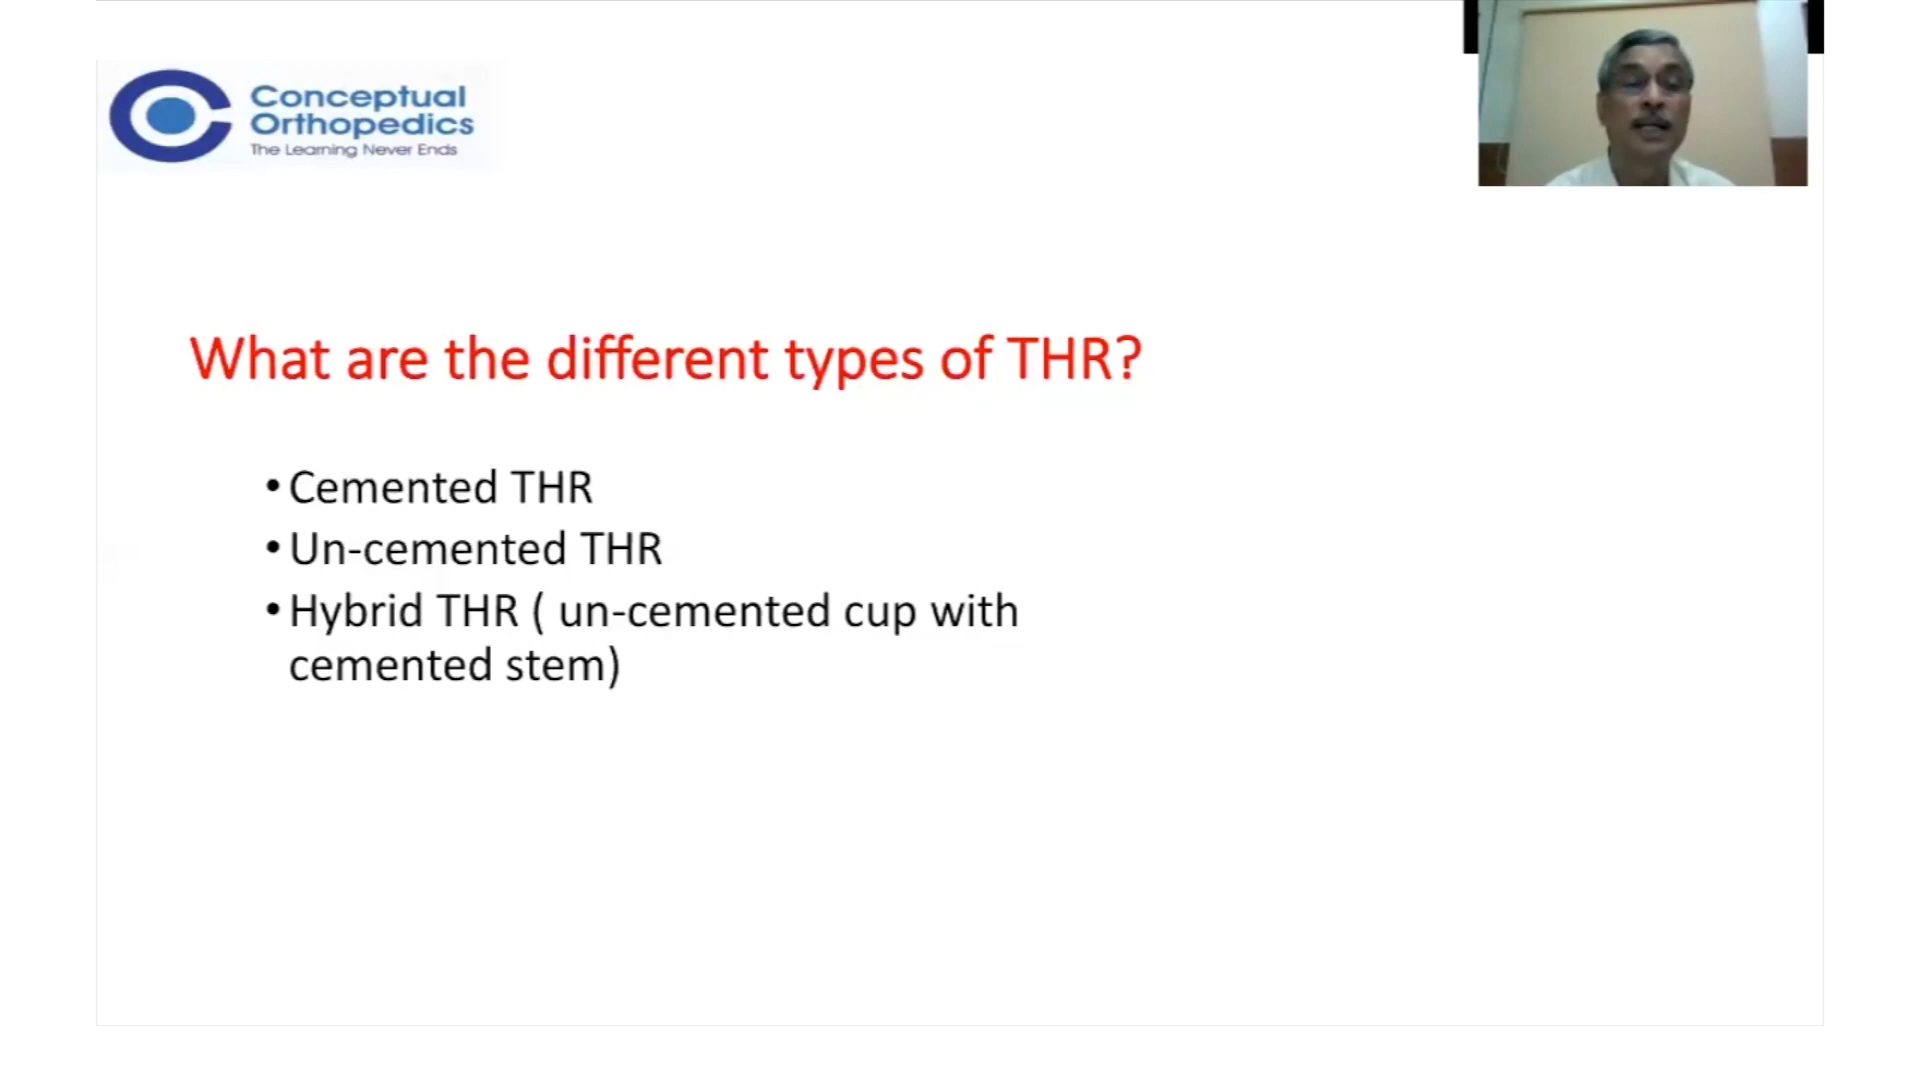 Conceptual
Orthopedics
The Learning Never Ends
What are the different types of THR?
• Cemented THR
• Un-cemented THR
• Hybrid THR ( un-cemented cup with
cemented stem)